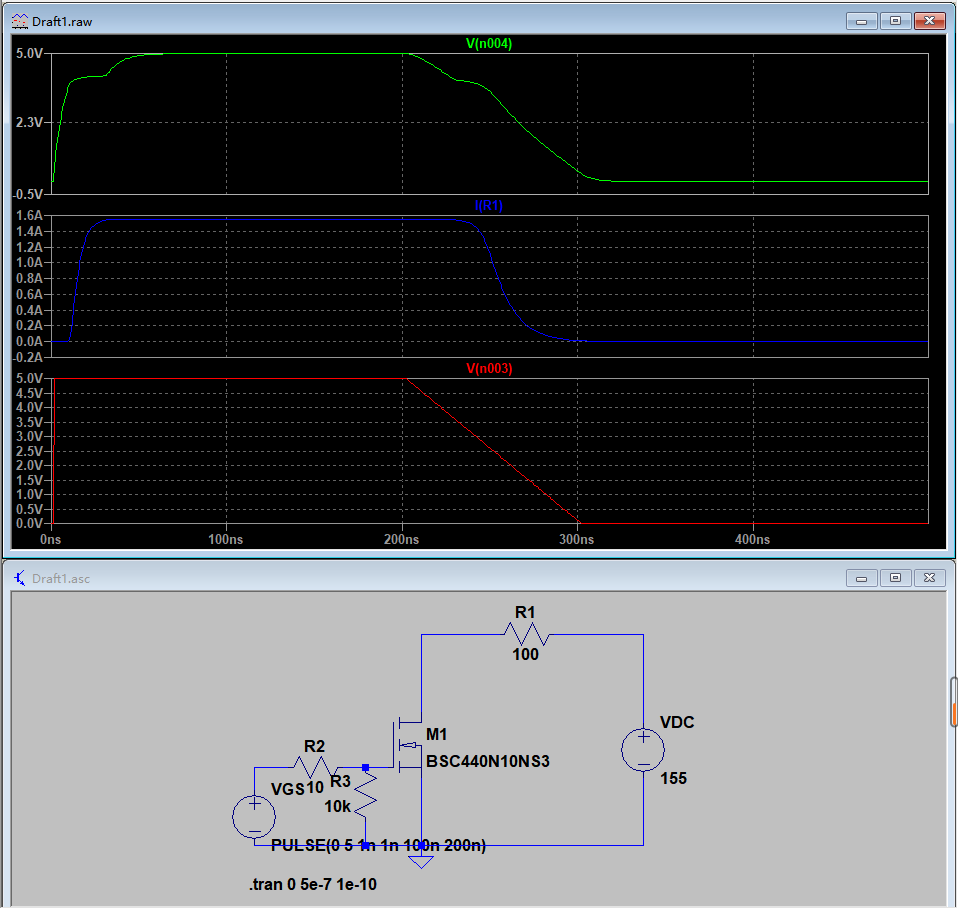 Draft1.raw
V(n004)
5.0V
2.3V
-0.5V
I(R1)
1.6A
1.4A
1.2A
1.0A
0.8A
0.6A
0.4A
0.2A
0.0A
-0.2A
V(n003)
5.0V
4.5V
4.0V
3.5V
3.0V
2.5V
2.0V
1.5V
1.0V
0.5V
0.0V
0ns 100ns 200ns 300ns 400ns
Draft1.asc
R1
100
VDC
M1
R2
BSC440N10NS3
155
R3
VGS 10
10k
PULSE(0 5 1n 1n 100n 200n)
.tran 0 5e-7 1e-10